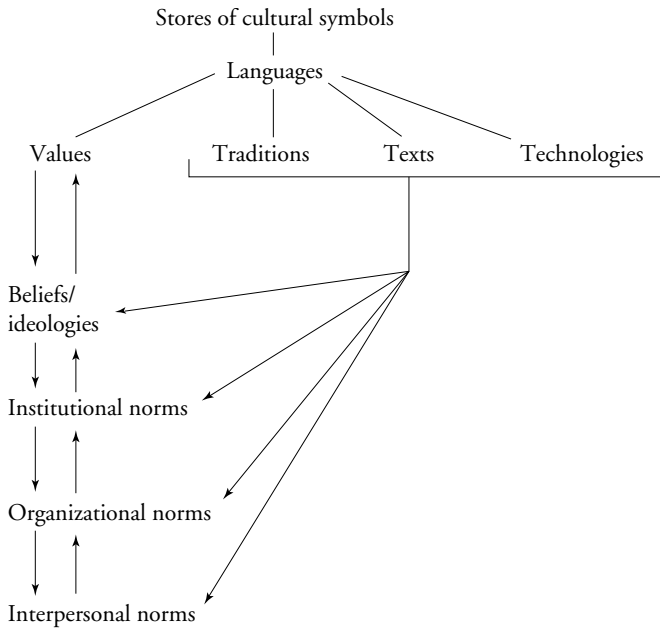 Stores of cultural symbols
Languages
Values Traditions Texts Technologies
Beliefs/
ideologies
Institutional norms
Organizational norms
Interpersonal norms